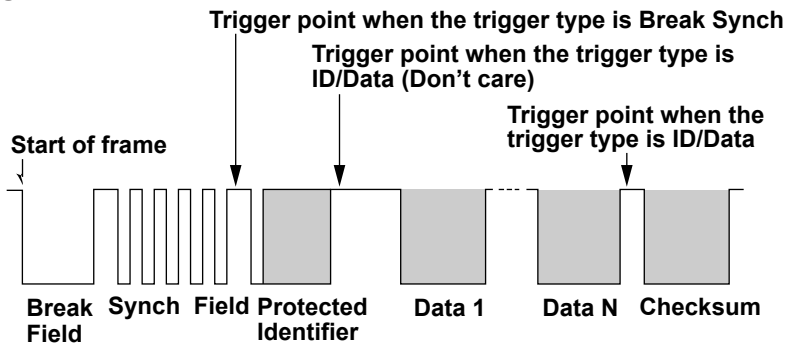 Trigger point when the trigger type is Break Synch
Trigger point when the trigger type is
ID/Data (Don't care)
Trigger point when the
trigger type is ID/Data
Start of frame
Break
Field
Synch Field
Protected
Identifier
Data 1
Data N
Checksum